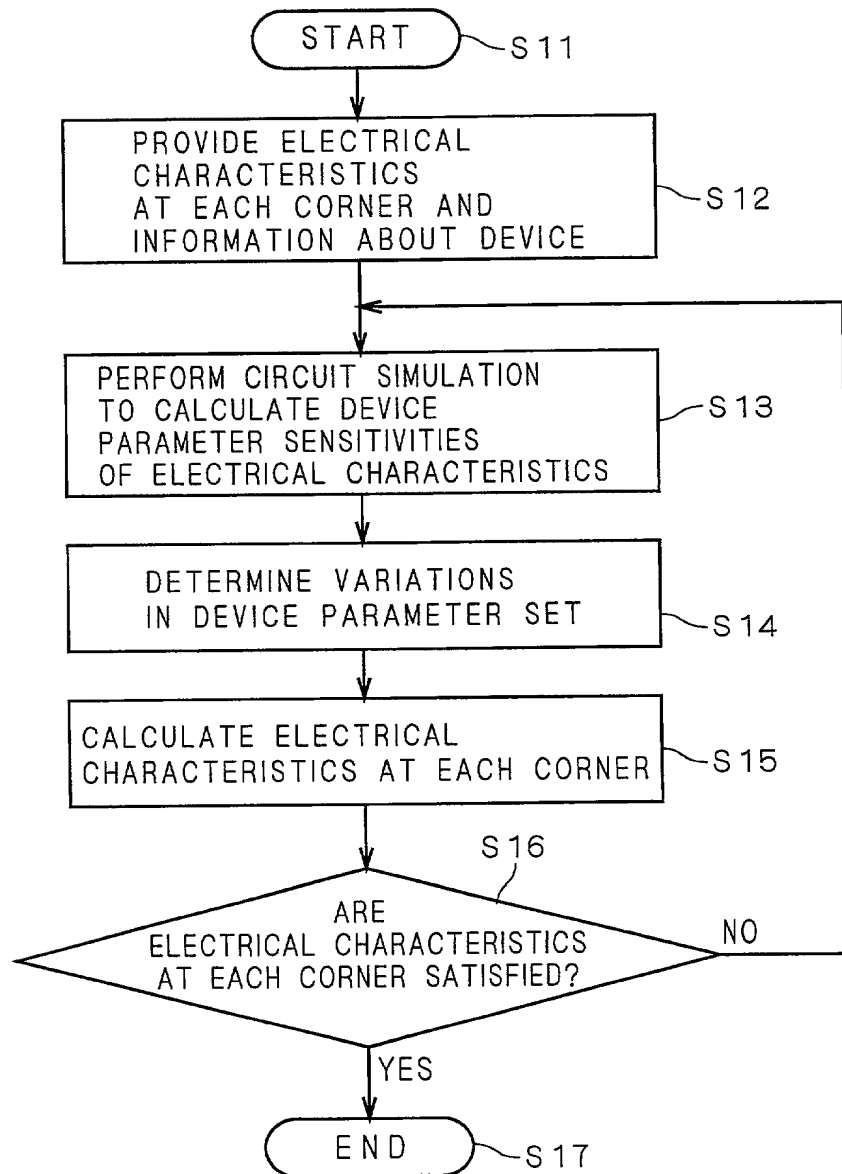 START
S11
PROVIDE ELECTRICAL
CHARACTERISTICS
AT EACH CORNER AND
INFORMATION ABOUT DEVICE
S12
PERFORM CIRCUIT SIMULATION
TO CALCULATE DEVICE
PARAMETER SENSITIVITIES
OF ELECTRICAL CHARACTERISTICS
S13
DETERMINE VARIATIONS
IN DEVICE PARAMETER SET
S14
CALCULATE ELECTRICAL
CHARACTERISTICS AT EACH CORNER
S15
S16
ARE
ELECTRICAL CHARACTERISTICS
AT EACH CORNER SATISFIED?
NO
YES
END
S17